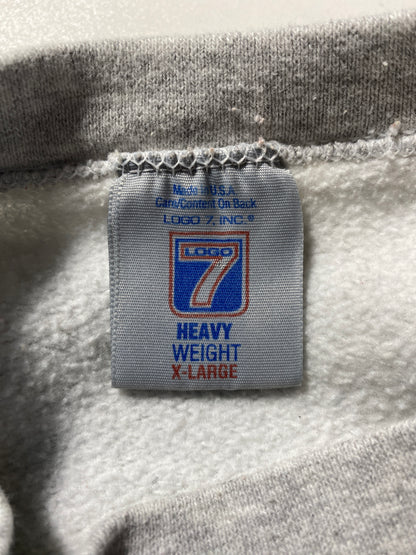 Made in U.S.A.
Care/Content On Back
LOGO 7, INC.®
LOGO
7
HEAVY
WEIGHT
X-LARGE